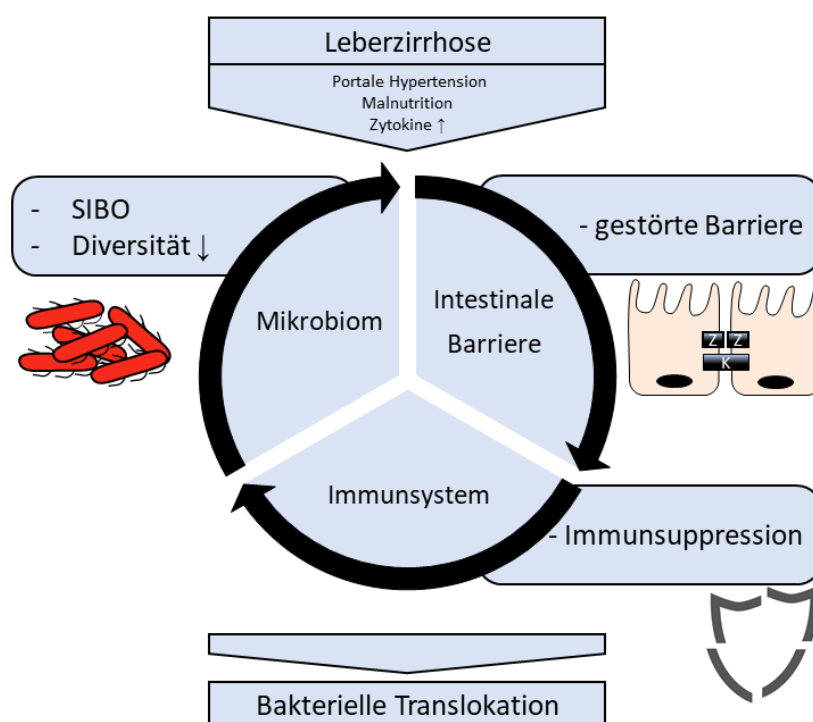 Leberzirrhose
Portale Hypertension
Malnutrition
Zytokine ↑
- SIBO
- Diversität ↓
- gestörte Barriere
Mikrobiom
Intestinale
Barriere
Z Z
K
Immunsystem
- Immunsuppression
Bakterielle Translokation